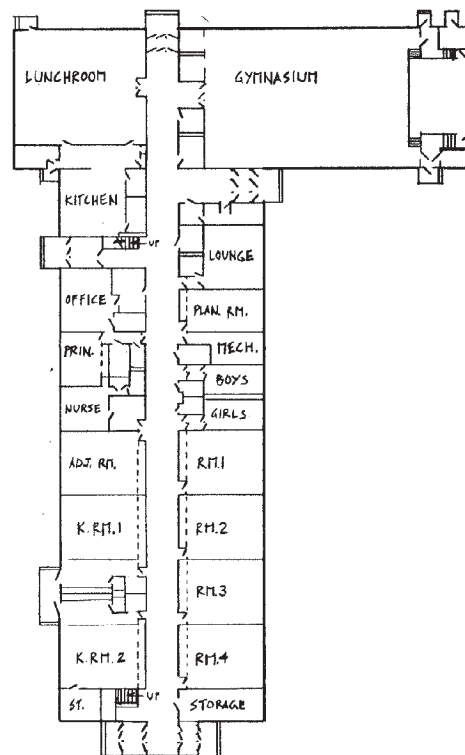 LUNCHROOM
GYMNASIUM
KITCHEN
UP
LOUNGE
OFFICE
PLAN. RM.
PRIN.
MECH.
BOYS
NURSE
GIRLS
ADJ. RM.
RM.1
K. RM.1
RM.2
RM.3
K. RM.2
RM.4
UP
ST.
STORAGE